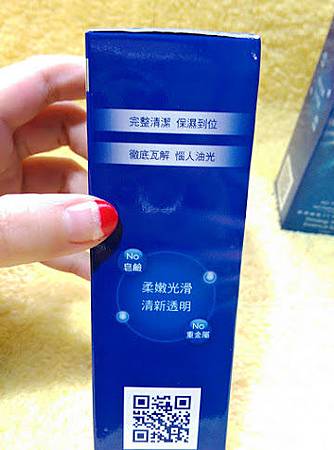 完整清潔 保濕到位
徹底瓦解 惱人油光
No
皂鹼
柔嫩光滑
清新透明
No
重金屬